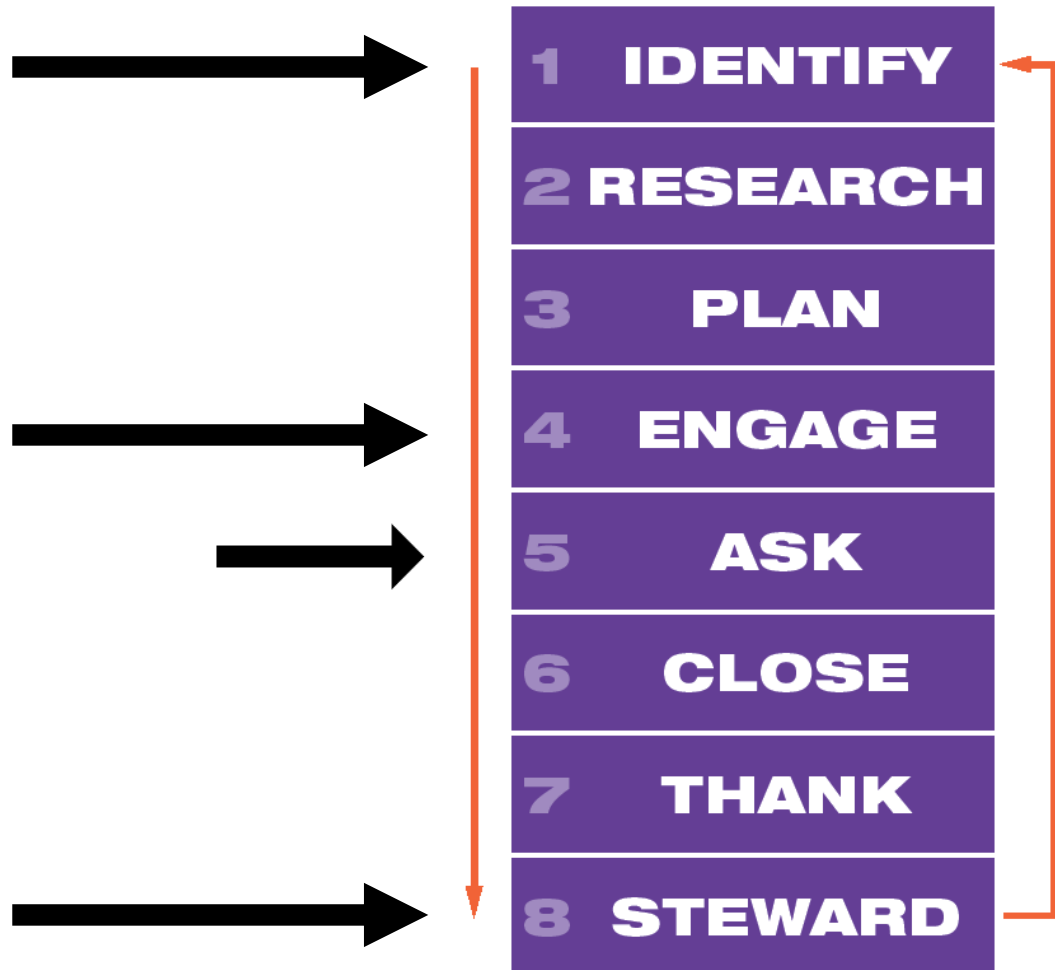 1 IDENTIFY
2 RESEARCH
3 PLAN
4 ENGAGE
5 ASK
6 CLOSE
7 THANK
8 STEWARD